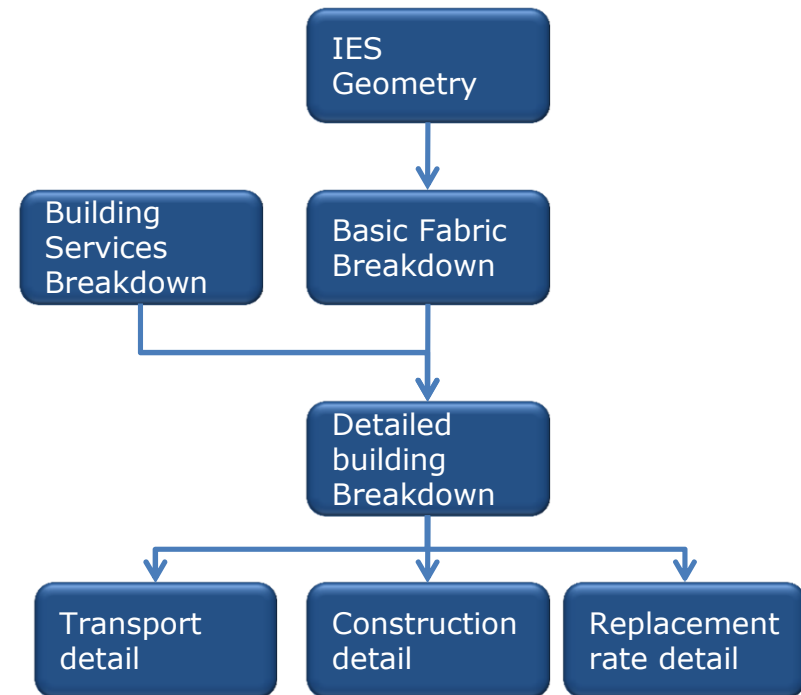 IES
Geometry
Building
Services
Breakdown
Basic Fabric
Breakdown
Detailed
building
Breakdown
Transport
detail
Construction
detail
Replacement
rate detail